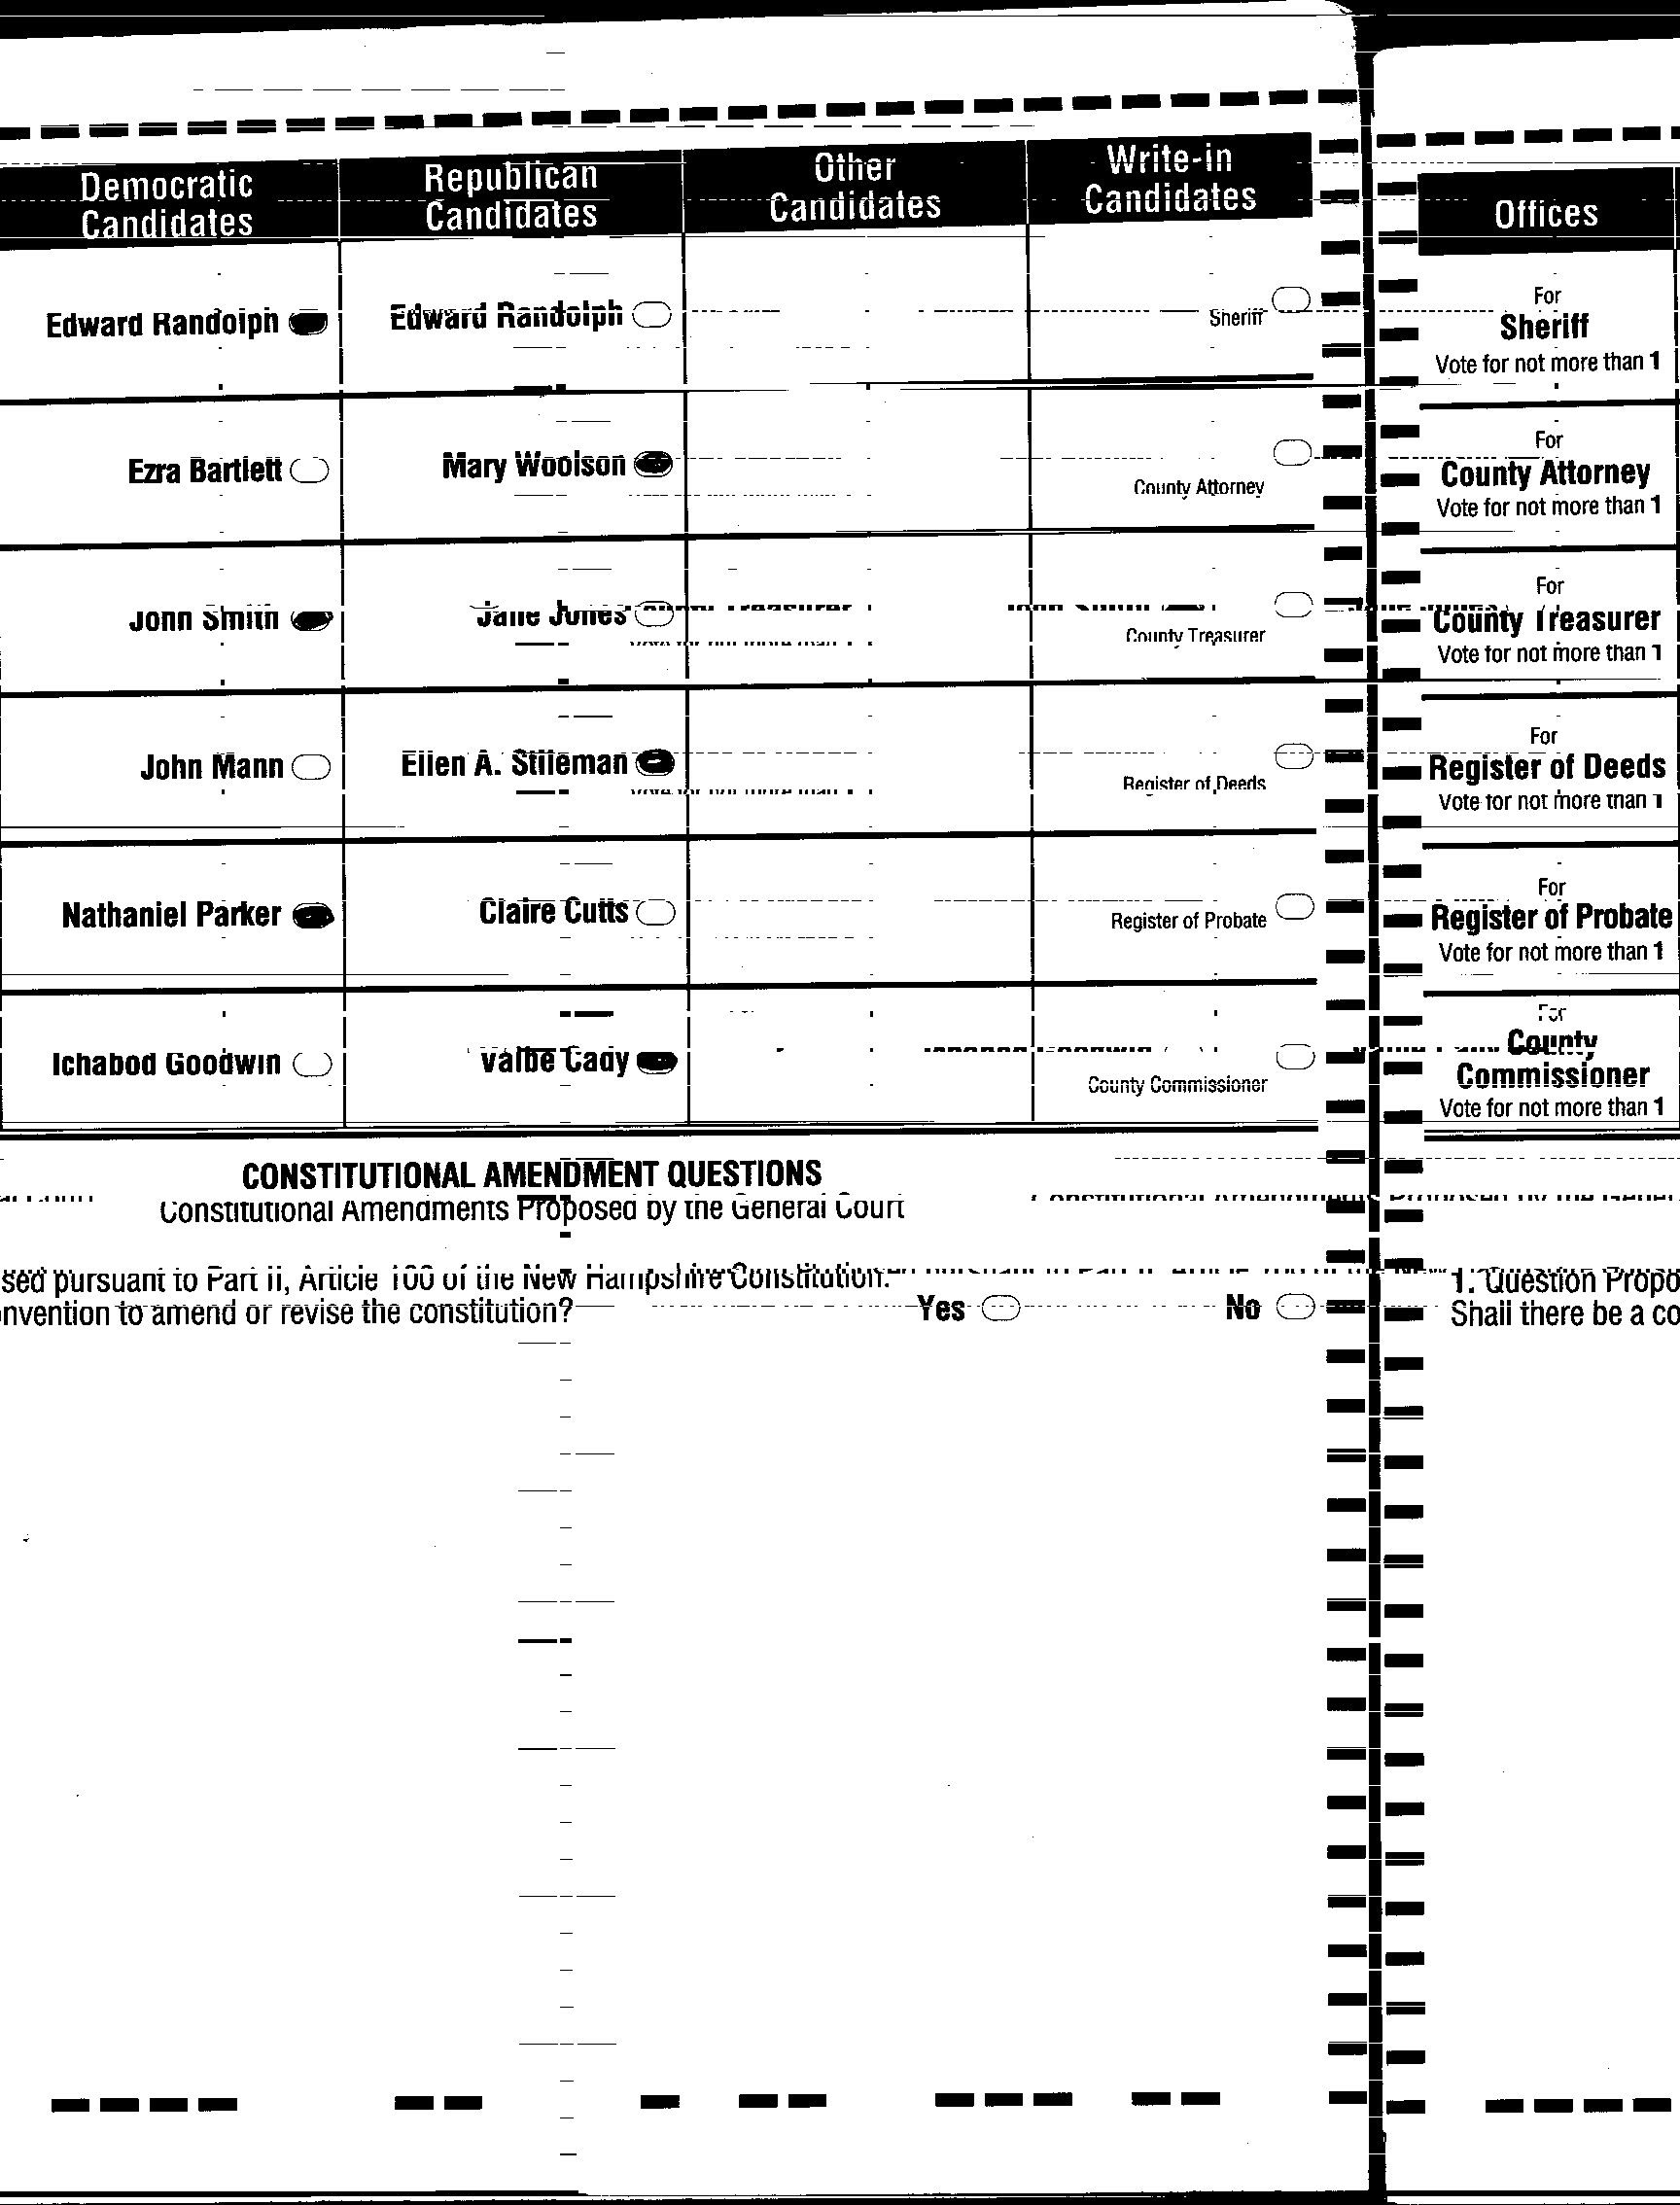 Democratic Candidates
Republican Candidates
Other Candidates
Write-in Candidates
Offices
Edward Randolph
Edward Randolph
Sheriff
For
Sheriff
Vote for not more than 1
Ezra Bartlett
Mary Woolson
County Attorney
For
County Attorney
Vote for not more than 1
John Smith
Jane Jones
County Treasurer
For
County Treasurer
Vote for not more than 1
John Mann
Ellen A. Stileman
Register of Deeds
For
Register of Deeds
Vote for not more than 1
Nathaniel Parker
Claire Cutts
Register of Probate
For
Register of Probate
Vote for not more than 1
Ichabod Goodwin
Valbe Cady
County Commissioner
For
County
Commissioner
Vote for not more than 1
CONSTITUTIONAL AMENDMENT QUESTIONS
Constitutional Amendments Proposed by the General Court
sed pursuant to Part II, Article 100 of the New Hampshire Constitution.
nvention to amend or revise the constitution?
Yes
No
1. Question Propo
Shall there be a co